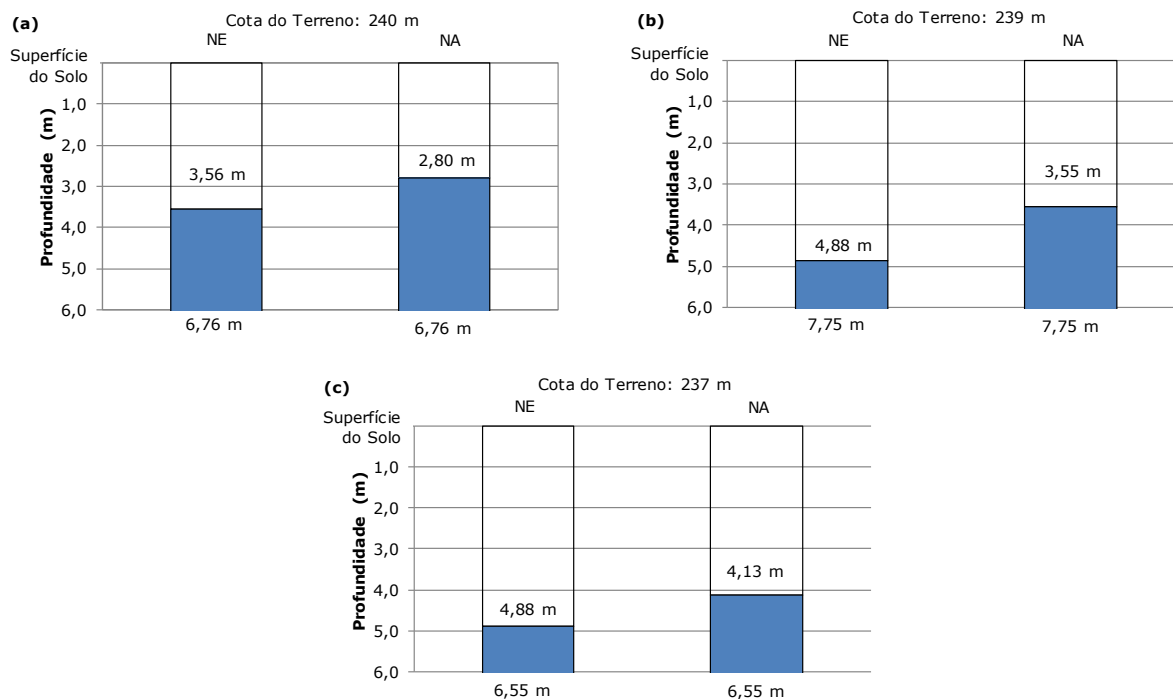 (a)
Cota do Terreno: 240 m
NE NA
Superfície
do Solo
Profundidade (m)
1,0
2,0
3,0
4,0
5,0
6,0
3,56 m
2,80 m
6,76 m 6,76 m
(b)
Cota do Terreno: 239 m
NE NA
Superfície
do Solo
Profundidade (m)
1,0
2,0
3,0
4,0
5,0
6,0
4,88 m
3,55 m
7,75 m 7,75 m
(c)
Cota do Terreno: 237 m
NE NA
Superfície
do Solo
Profundidade (m)
1,0
2,0
3,0
4,0
5,0
6,0
4,88 m
4,13 m
6,55 m 6,55 m